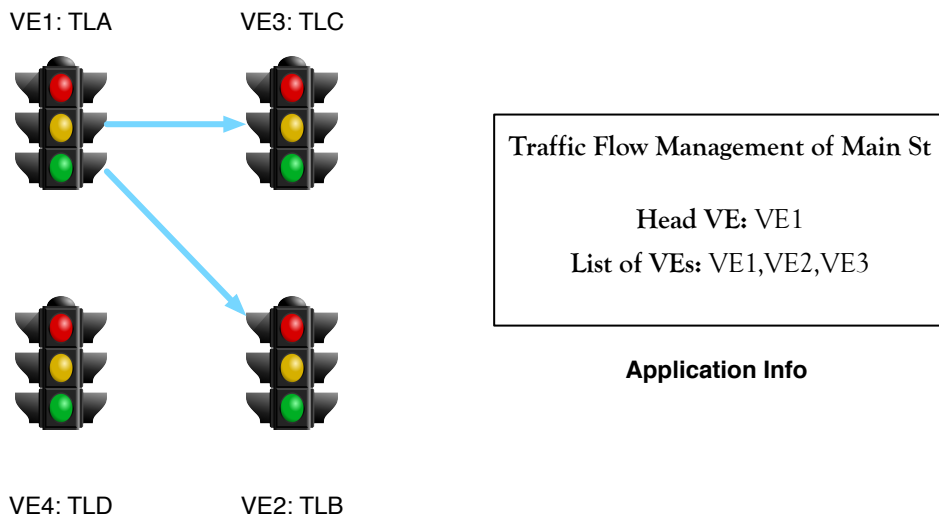 VE1: TLA
VE3: TLC
Traffic Flow Management of Main St
Head VE: VE1
List of VEs: VE1,VE2,VE3
Application Info
VE4: TLD
VE2: TLB